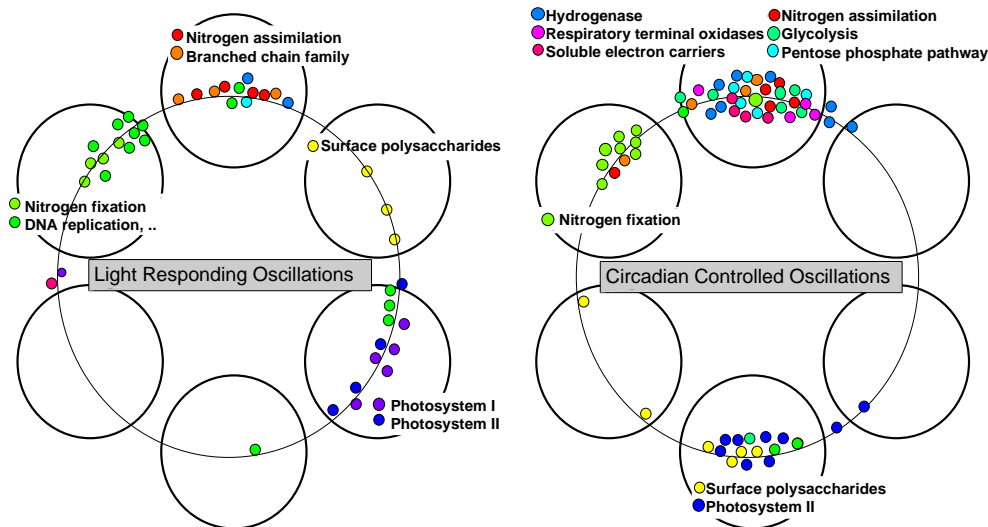 Nitrogen assimilation
Branched chain family
Surface polysaccharides
Nitrogen fixation
DNA replication, ..
Light Responding Oscillations
Photosystem I
Photosystem II
Hydrogenase
Nitrogen assimilation
Respiratory terminal oxidases
Glycolysis
Soluble electron carriers
Pentose phosphate pathway
Nitrogen fixation
Circadian Controlled Oscillations
Surface polysaccharides
Photosystem II